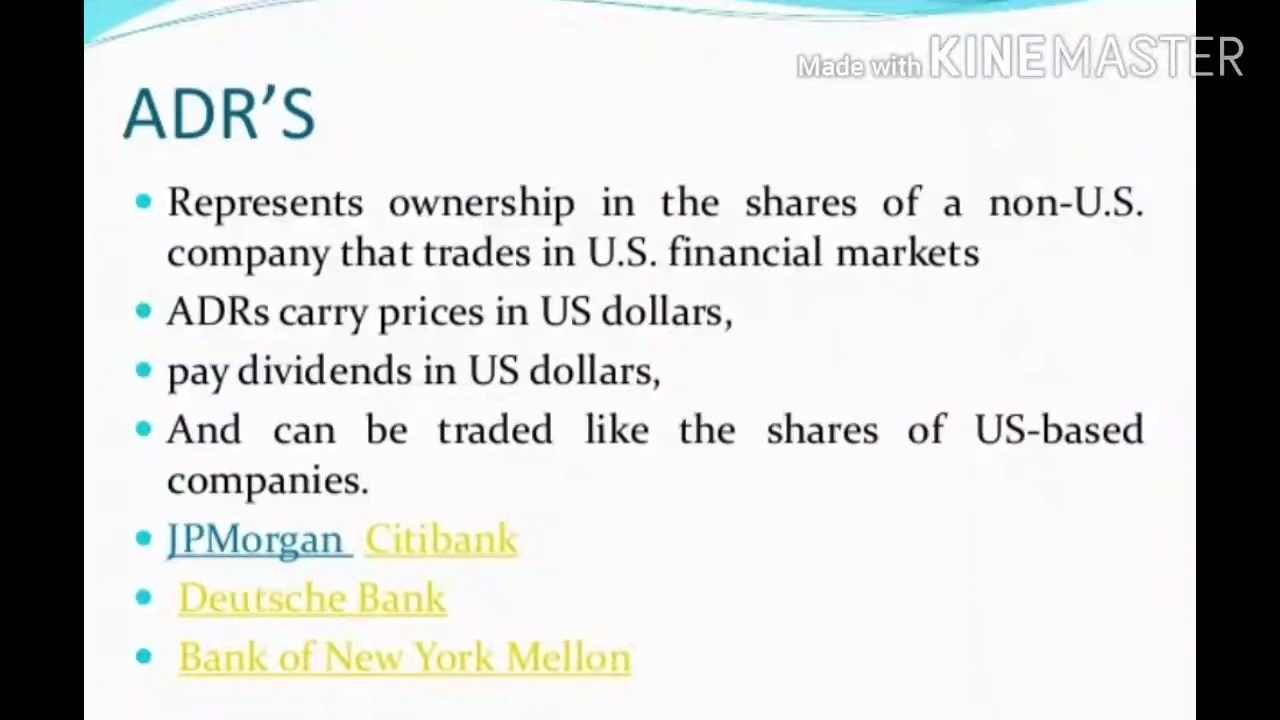 Made with KINEMASTER
ADR’S
Represents ownership in the shares of a non-U.S.
company that trades in U.S. financial markets
ADRs carry prices in US dollars,
pay dividends in US dollars,
And can be traded like the shares of US-based
companies.
JPMorgan Citibank
Deutsche Bank
Bank of New York Mellon